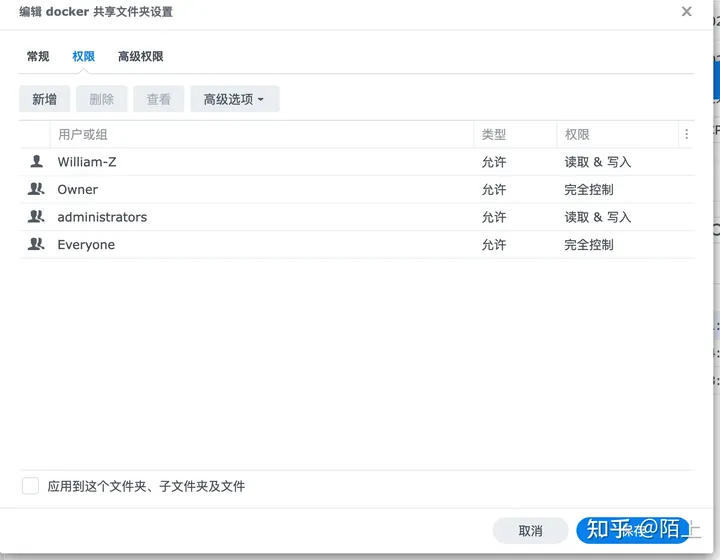 编辑 docker 共享文件夹设置
常规 权限 高级权限
新增 删除 查看 高级选项
用户或组 类型 权限
William-Z 允许 读取 & 写入
Owner 允许 完全控制
administrators 允许 读取 & 写入
Everyone 允许 完全控制
应用到这个文件夹、子文件夹及文件
取消 保存
知乎 @陌上